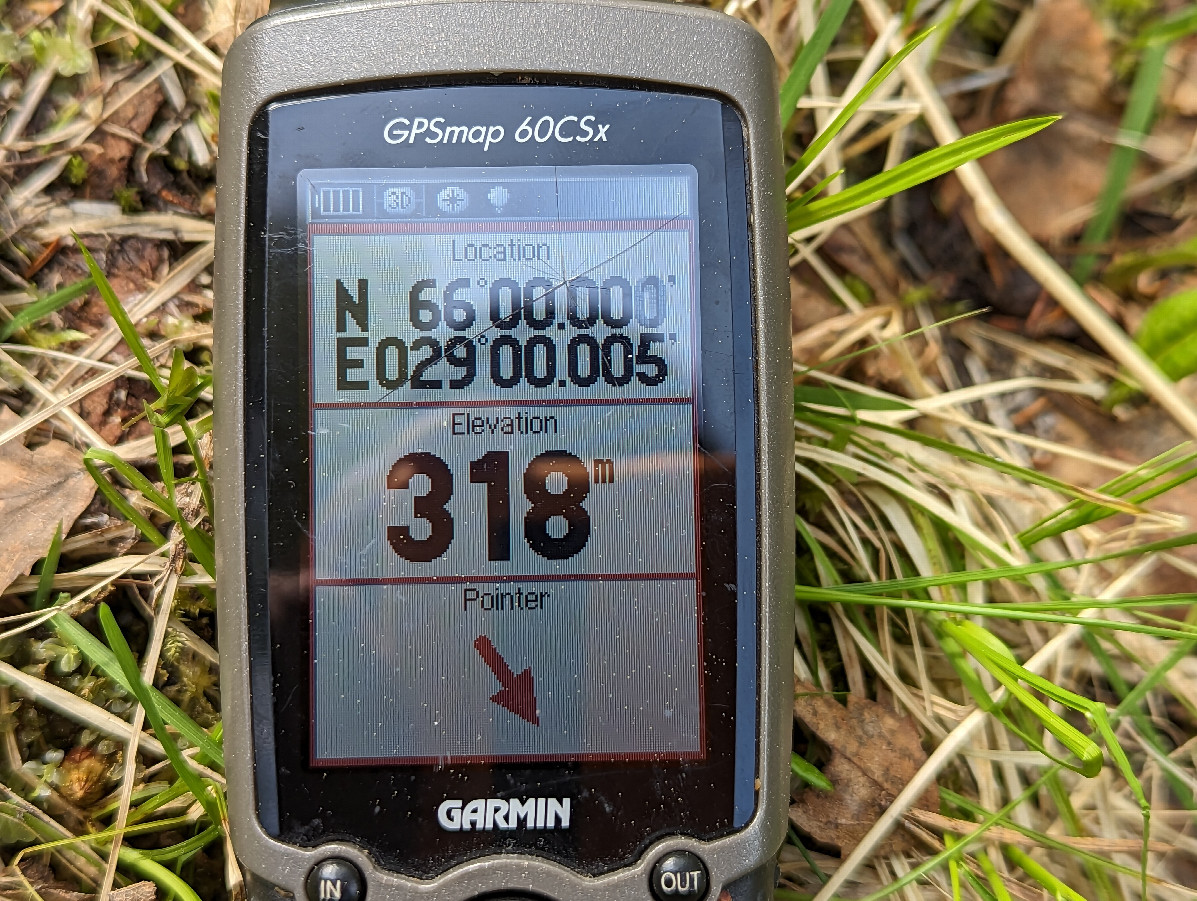 GPSmap 60CSx
3D
Location
N 66°00.000'
E029°00.005'
Elevation
318m
Pointer
GARMIN
IN
OUT